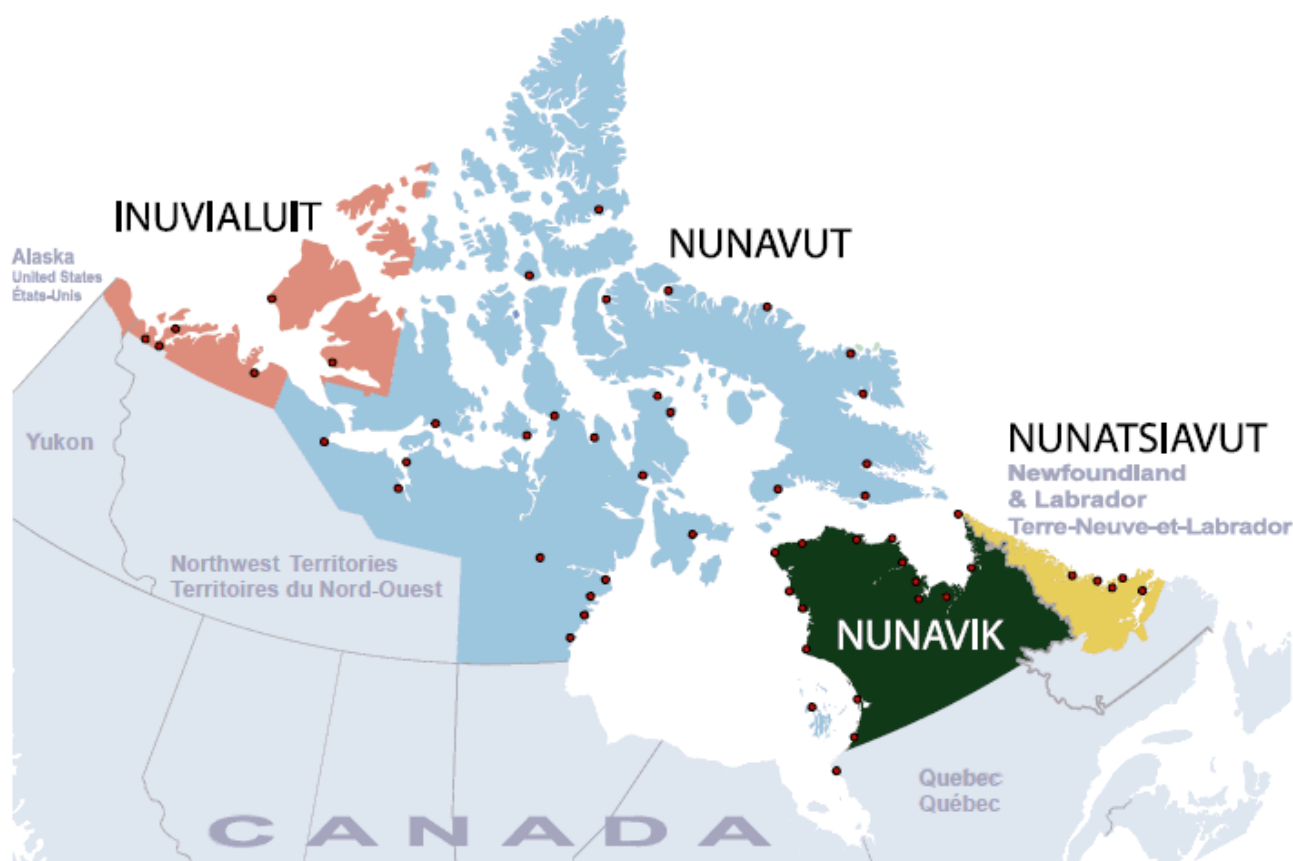 INUVIALUIT
NUNAVUT
Alaska
United States
États-Unis
NUNATSIAVUT
Newfoundland
& Labrador
Terre-Neuve-et-Labrador
Yukon
Northwest Territories
Territoires du Nord-Ouest
NUNAVIK
Quebec
Québec
CANADA